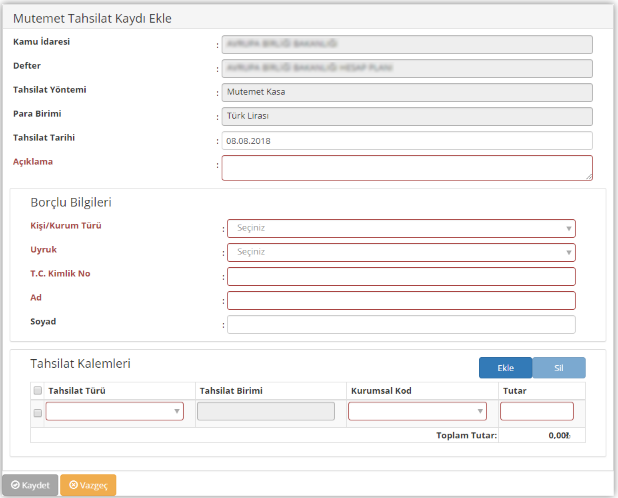 Mutemet Tahsilat Kaydı Ekle
Kamu İdaresi : AVRUPA BİRLİĞİ BAKANLIĞI
Defter : AVRUPA BİRLİĞİ BAKANLIĞI HESAP PLANI
Tahsilat Yöntemi : Mutemet Kasa
Para Birimi : Türk Lirası
Tahsilat Tarihi : 08.08.2018
Açıklama :
Borçlu Bilgileri
Kişi/Kurum Türü : Seçiniz
Uyruk : Seçiniz
T.C. Kimlik No :
Ad :
Soyad :
Tahsilat Kalemleri Ekle Sil
Tahsilat Türü Tahsilat Birimi Kurumsal Kod Tutar
Toplam Tutar: 0,00₺
Kaydet Vazgeç